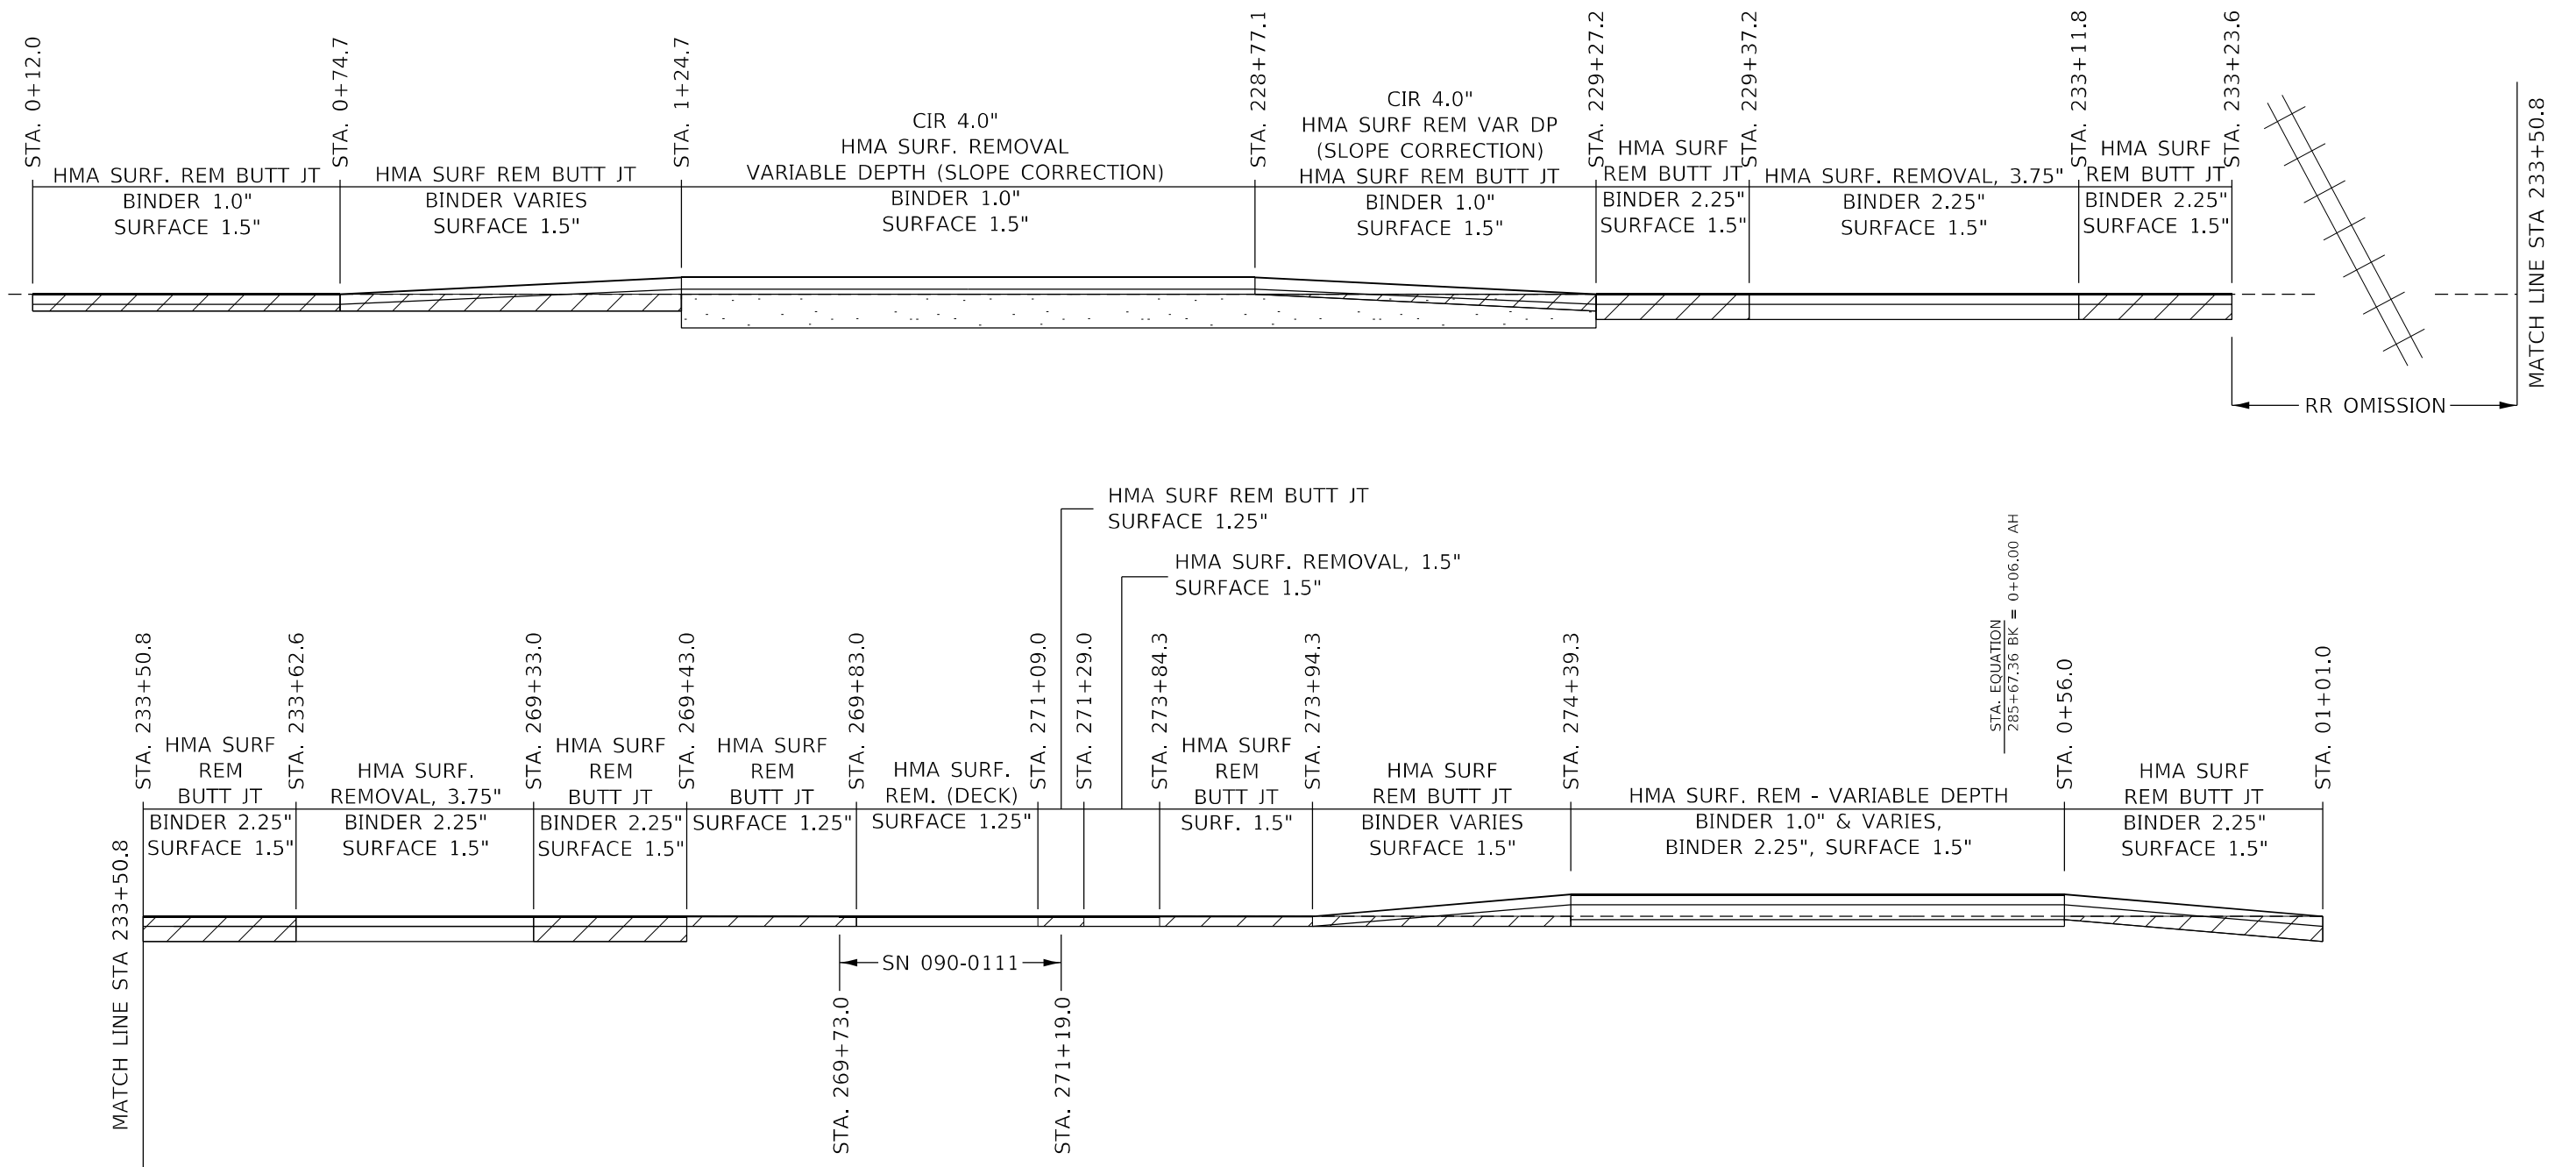 STA. 0+12.0
STA. 0+74.7
STA. 1+24.7
STA. 228+77.1
STA. 229+27.2
STA. 229+37.2
STA. 233+11.8
STA. 233+23.6
MATCH LINE STA 233+50.8
HMA SURF. REM BUTT JT
BINDER 1.0"
SURFACE 1.5"
HMA SURF REM BUTT JT
BINDER VARIES
SURFACE 1.5"
CIR 4.0"
HMA SURF. REMOVAL
VARIABLE DEPTH (SLOPE CORRECTION)
BINDER 1.0"
SURFACE 1.5"
CIR 4.0"
HMA SURF REM VAR DP
(SLOPE CORRECTION)
HMA SURF REM BUTT JT
BINDER 1.0"
SURFACE 1.5"
HMA SURF
REM BUTT JT
BINDER 2.25"
SURFACE 1.5"
HMA SURF. REMOVAL, 3.75"
BINDER 2.25"
SURFACE 1.5"
HMA SURF
REM BUTT JT
BINDER 2.25"
SURFACE 1.5"
RR OMISSION
HMA SURF REM BUTT JT
SURFACE 1.25"
HMA SURF. REMOVAL, 1.5"
SURFACE 1.5"
STA. EQUATION
285+67.36 BK = 0+06.00 AH
STA. 233+50.8
STA. 233+62.6
STA. 269+33.0
STA. 269+43.0
STA. 269+83.0
STA. 271+09.0
STA. 271+29.0
STA. 273+84.3
STA. 273+94.3
STA. 274+39.3
STA. 0+56.0
STA. 01+01.0
HMA SURF
REM
BUTT JT
BINDER 2.25"
SURFACE 1.5"
HMA SURF.
REMOVAL, 3.75"
BINDER 2.25"
SURFACE 1.5"
HMA SURF
REM
BUTT JT
BINDER 2.25"
SURFACE 1.5"
HMA SURF
REM
BUTT JT
SURFACE 1.25"
HMA SURF.
REM. (DECK)
SURFACE 1.25"
HMA SURF
REM
BUTT JT
SURF. 1.5"
HMA SURF
REM BUTT JT
BINDER VARIES
SURFACE 1.5"
HMA SURF. REM - VARIABLE DEPTH
BINDER 1.0" & VARIES,
BINDER 2.25", SURFACE 1.5"
HMA SURF
REM BUTT JT
BINDER 2.25"
SURFACE 1.5"
MATCH LINE STA 233+50.8
SN 090-0111
STA. 269+73.0
STA. 271+19.0